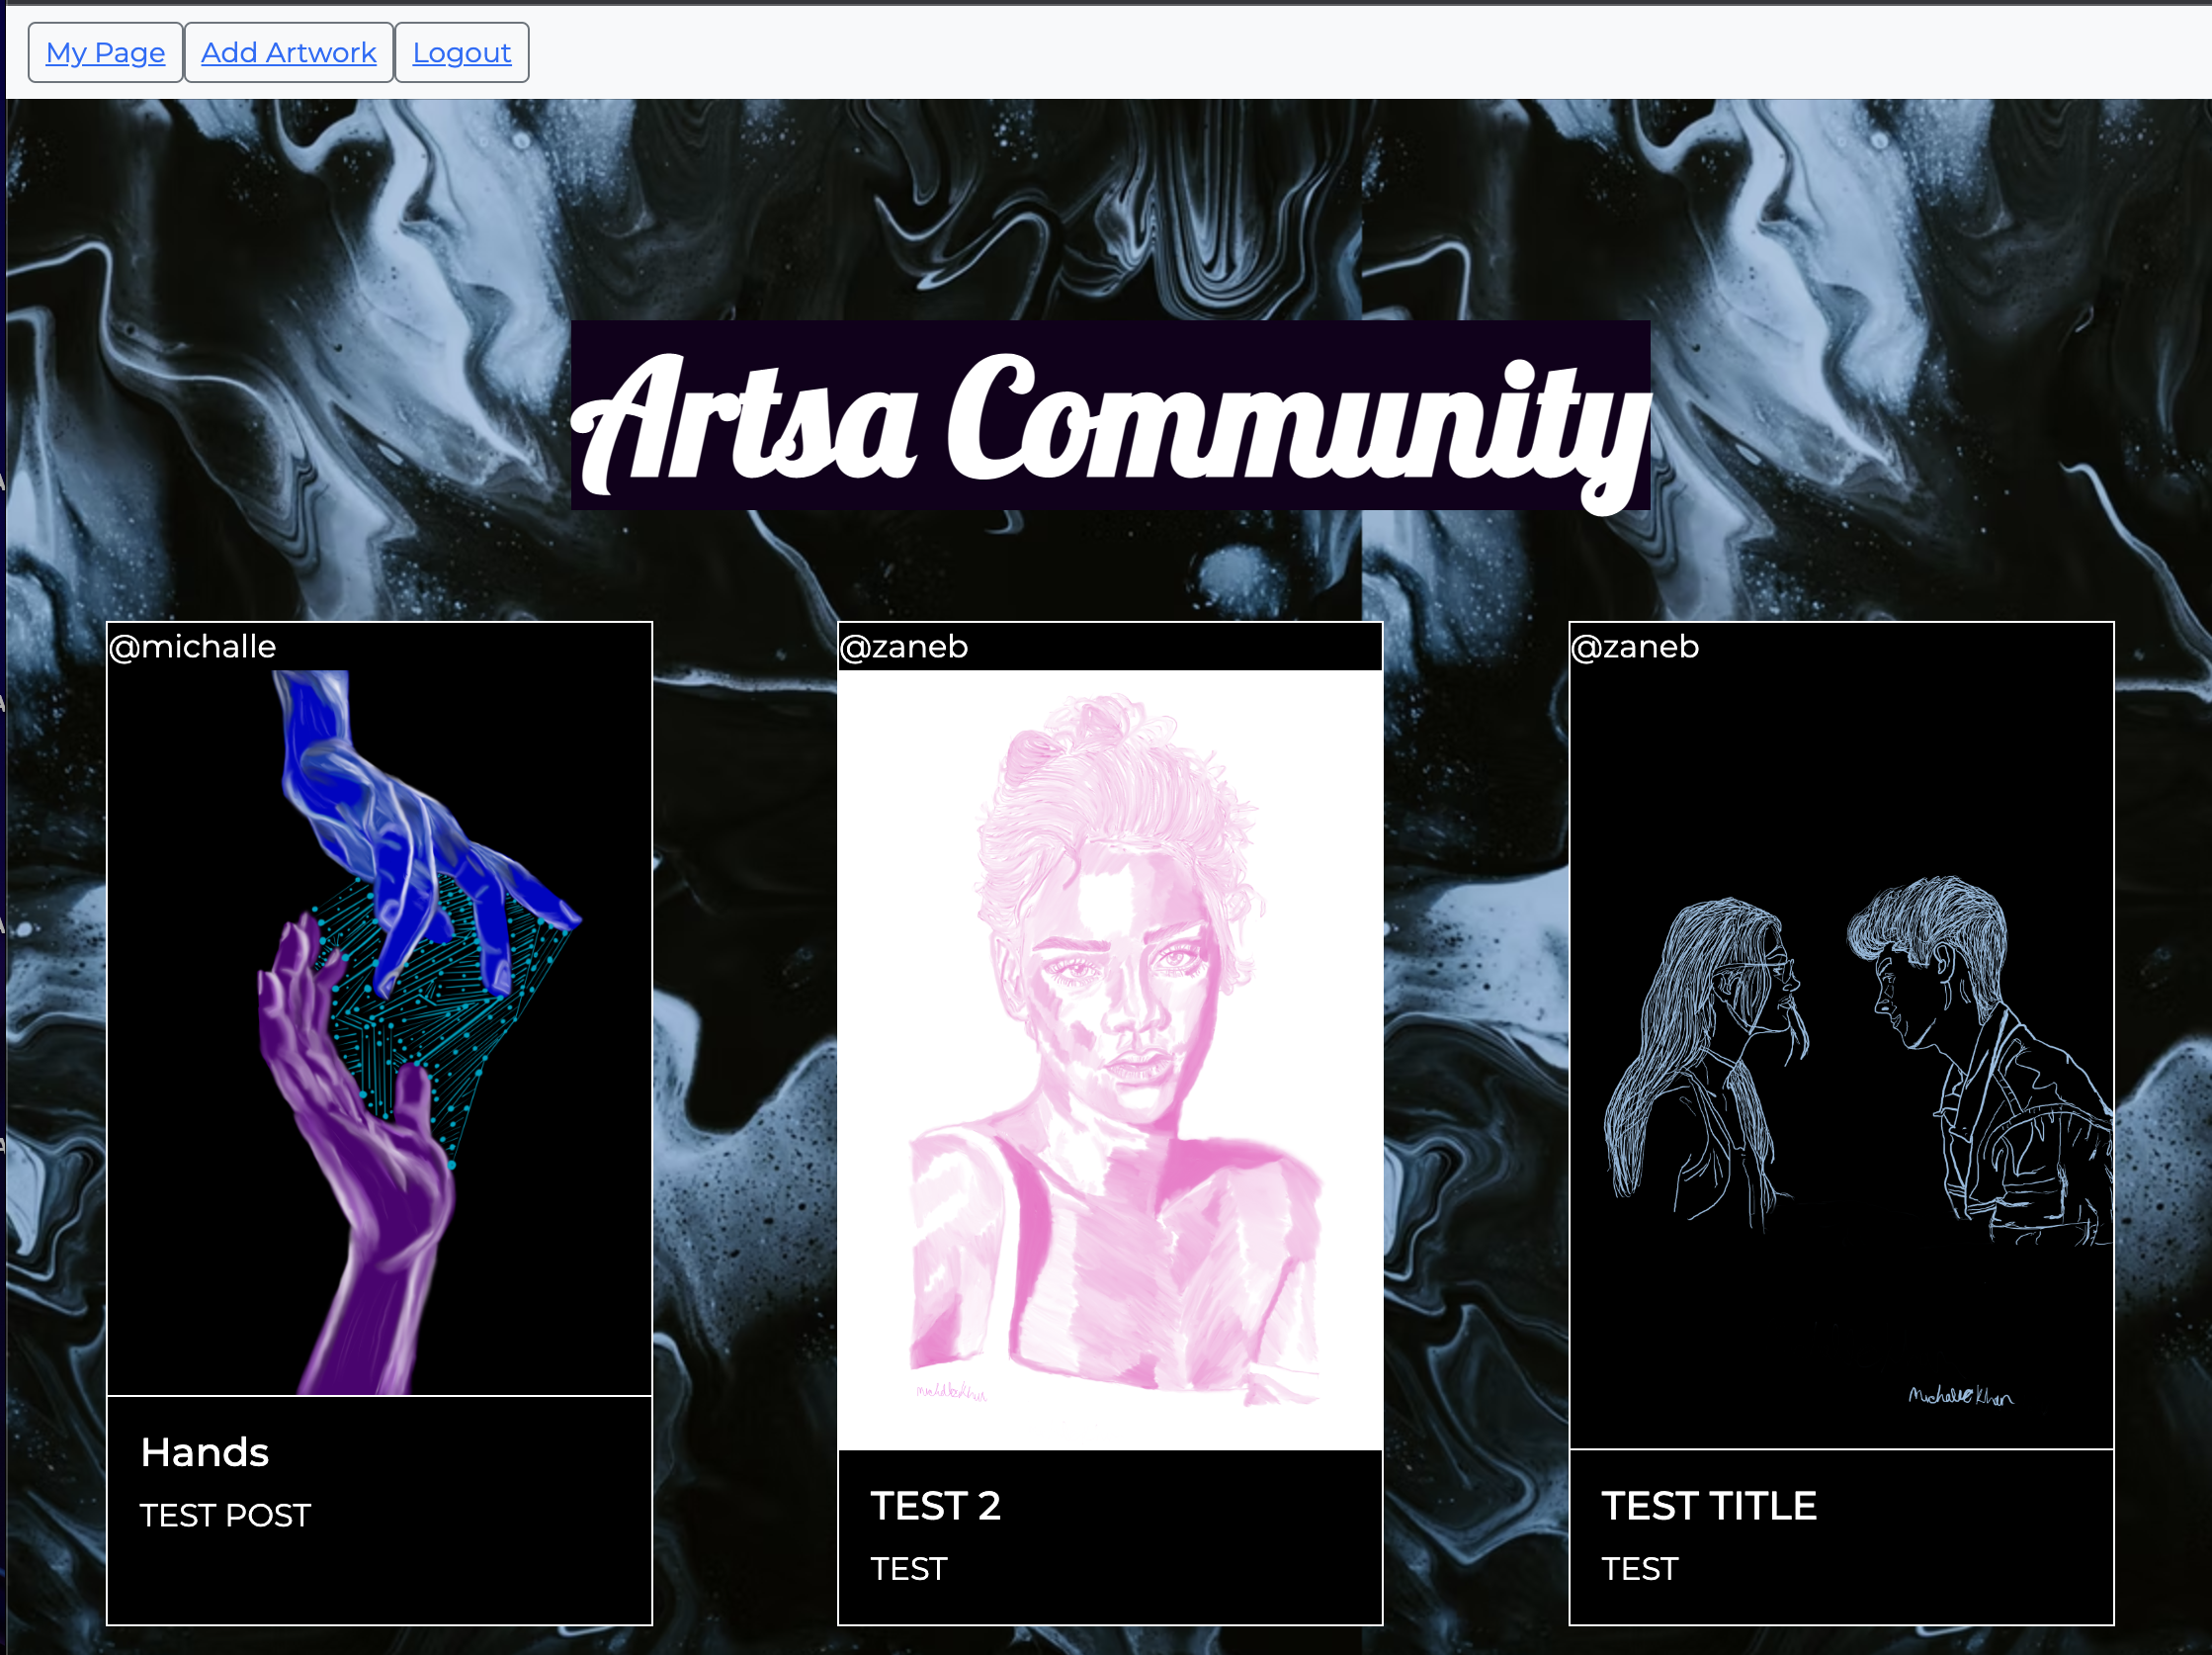 My Page Add Artwork Logout
Artsa Community
@michalle
@zaneb
@zaneb
Michalle Khan
Hands
TEST POST
TEST 2
TEST
TEST TITLE
TEST